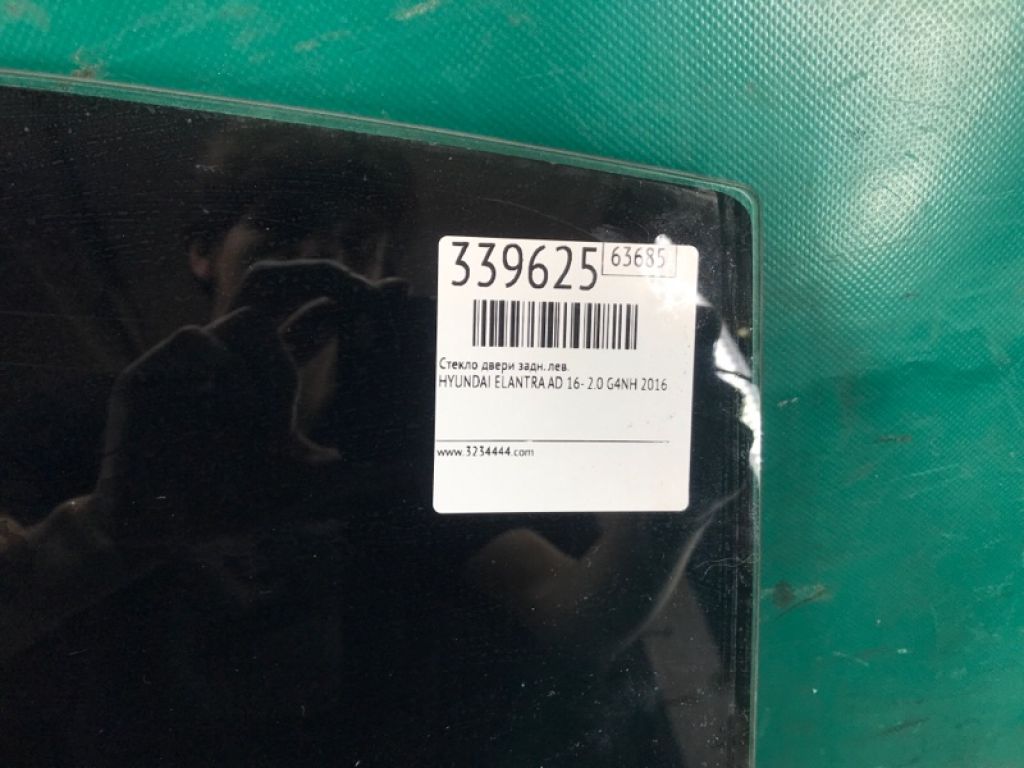 339625 63685
Стекло двери задн. лев.
HYUNDAI ELANTRA AD 16- 2.0 G4NH 2016
www.3234444.com